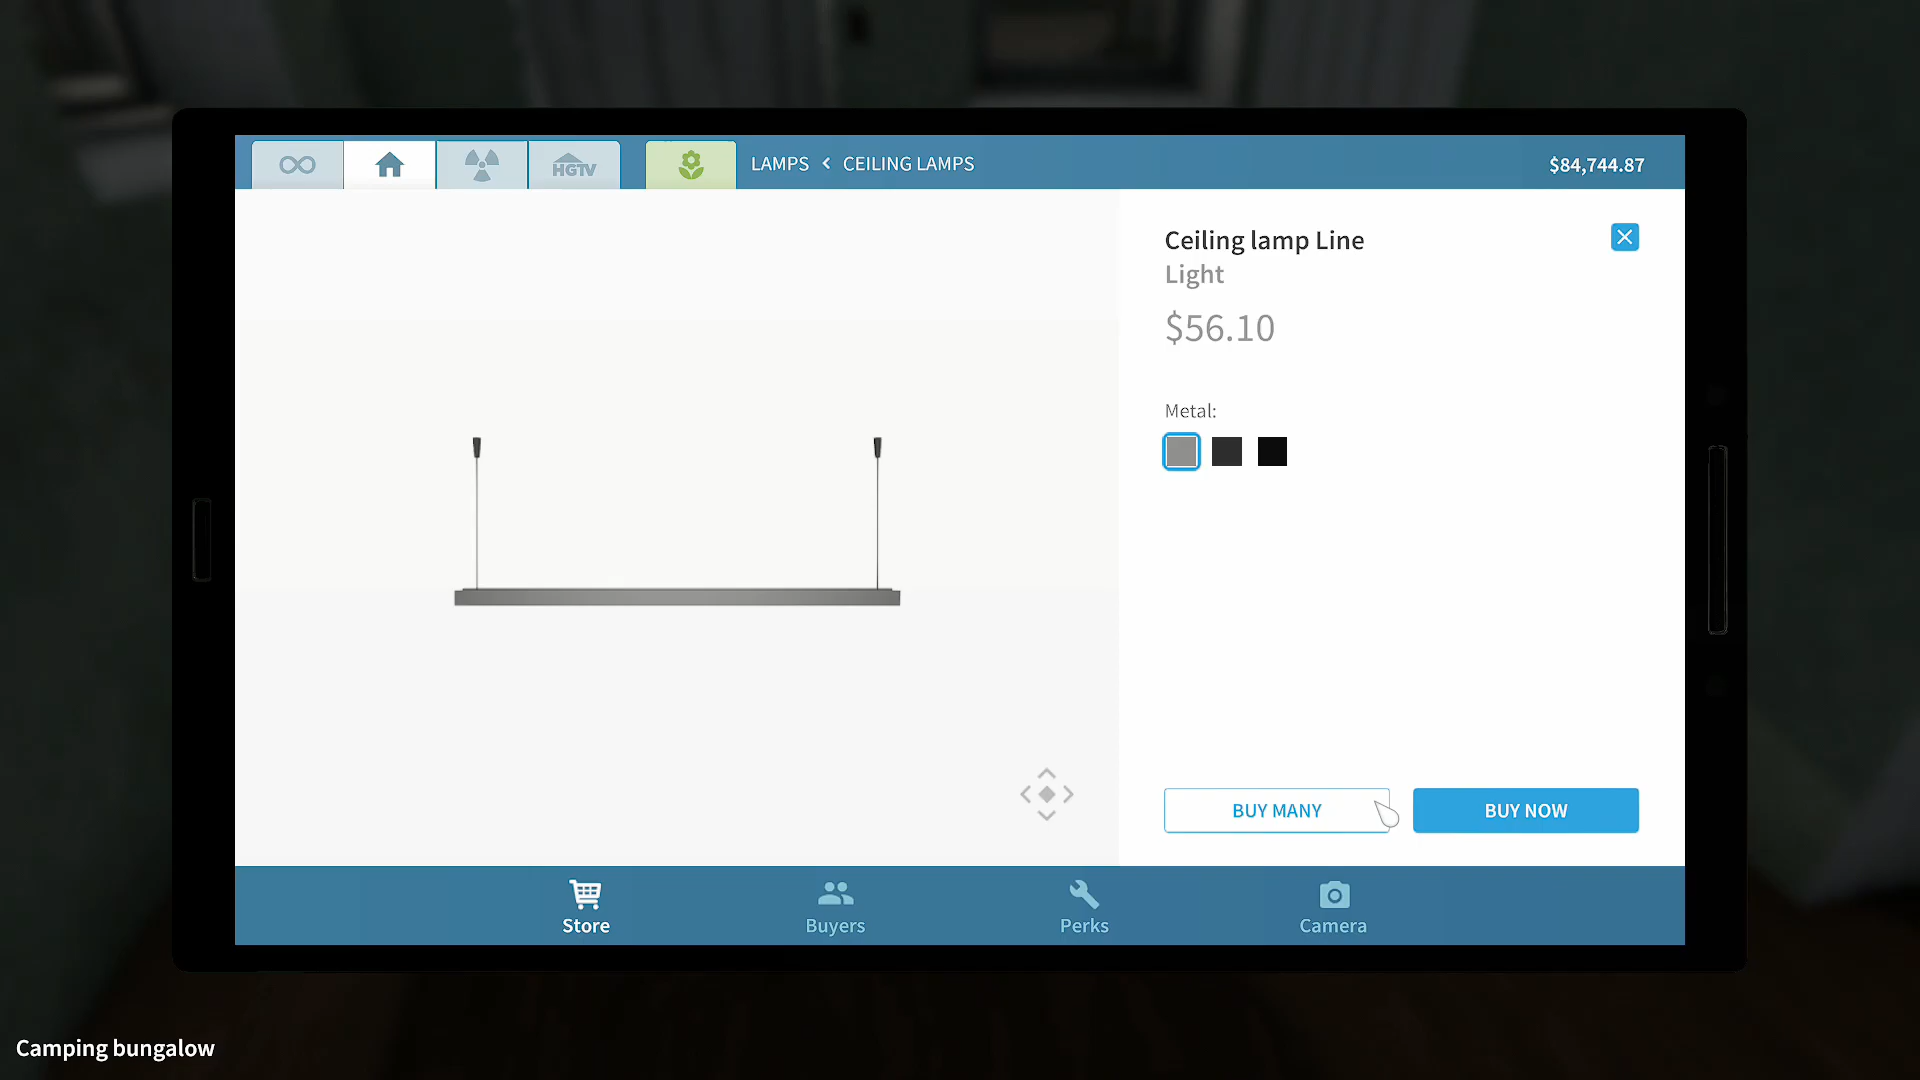 HGTV
LAMPS < CEILING LAMPS
$84,744.87
Ceiling lamp Line
Light
$56.10
Metal:
BUY MANY
BUY NOW
Store
Buyers
Perks
Camera
Camping bungalow